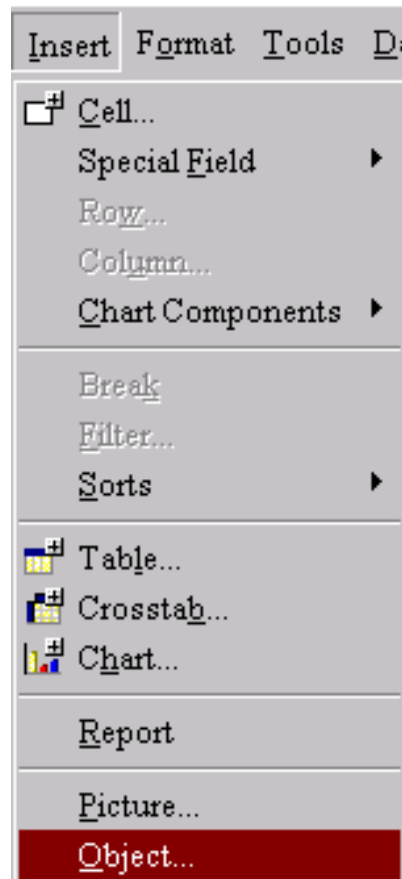 Insert Format Tools Da
Cell...
Special Field
Row...
Column...
Chart Components
Break
Filter...
Sorts
Table...
Crosstab...
Chart...
Report
Picture...
Object...